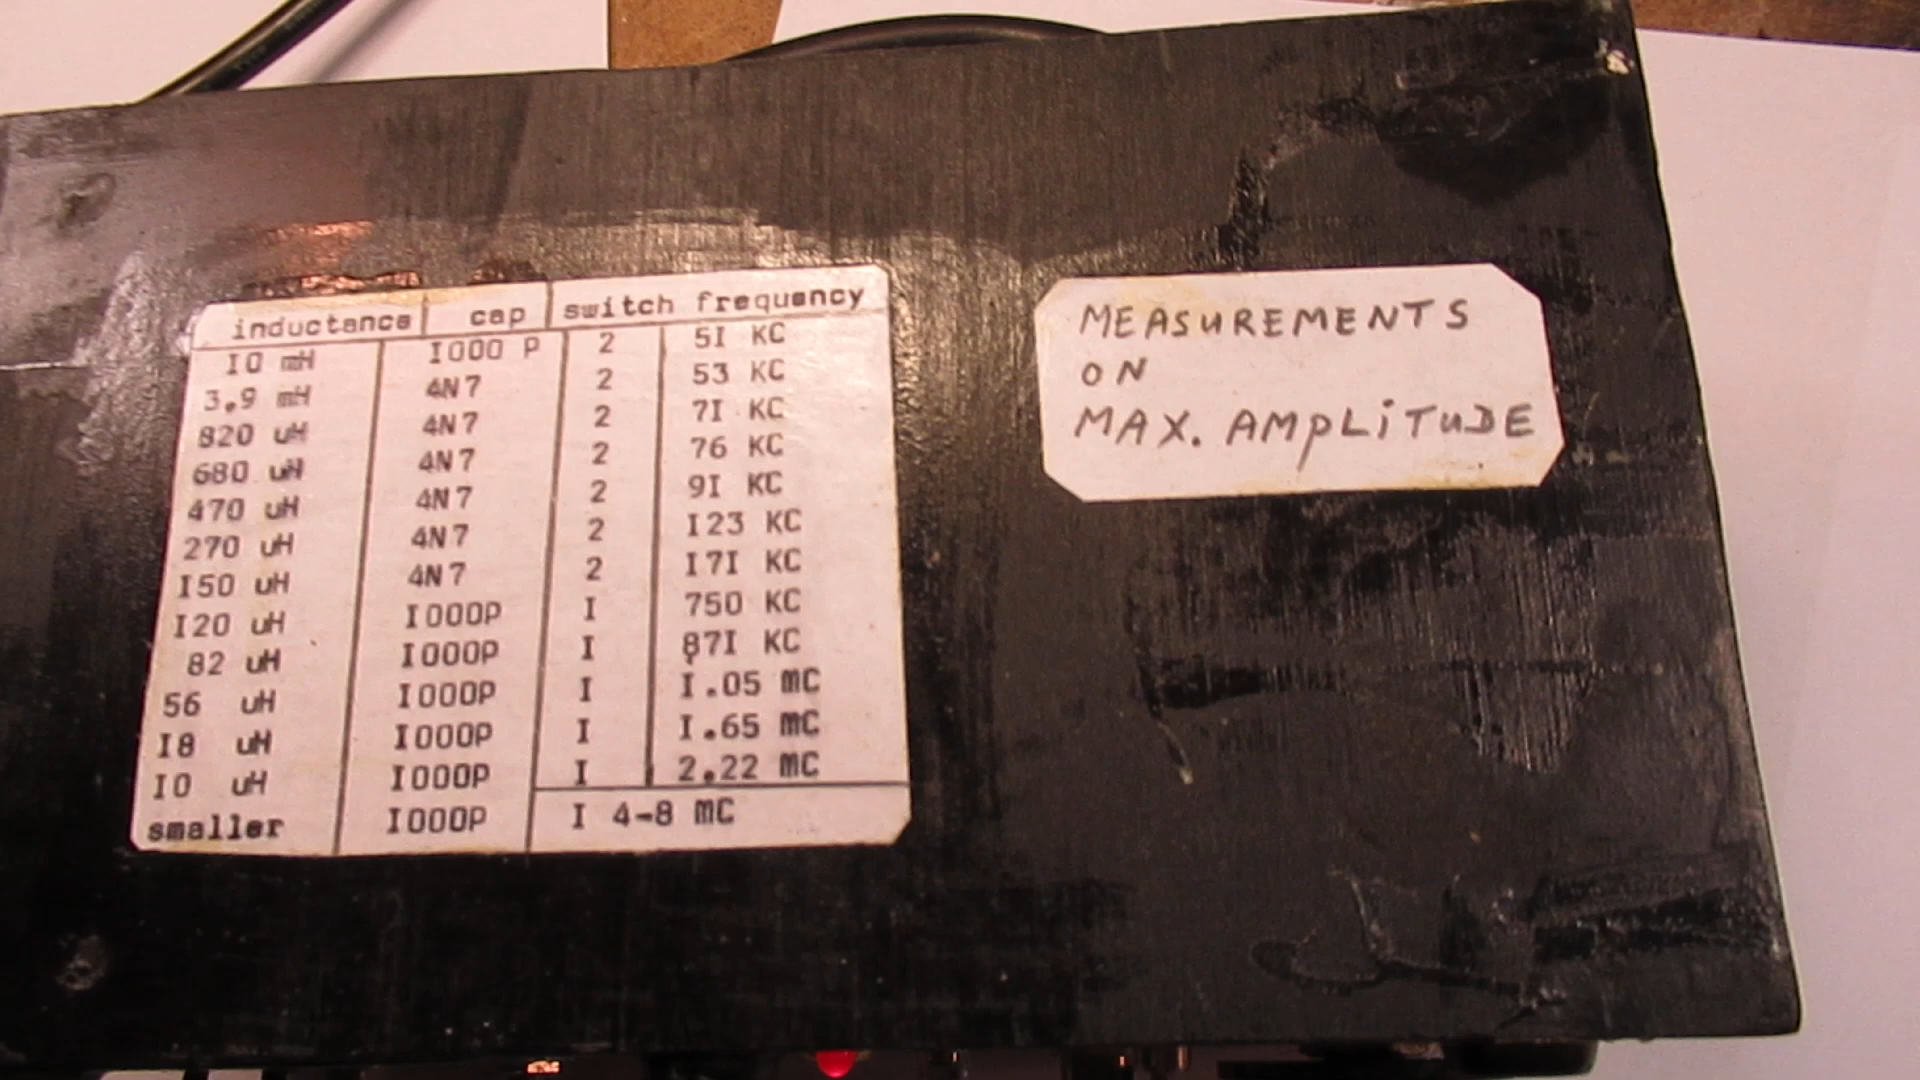 inductance cap switch frequency
I0 mH I000 P 2 5I KC
3.9 mH 4N7 2 53 KC
820 uH 4N7 2 7I KC
680 uH 4N7 2 76 KC
470 uH 4N7 2 9I KC
270 uH 4N7 2 I23 KC
I50 uH 4N7 2 I7I KC
I20 uH I000P I 750 KC
82 uH I000P I 87I KC
56 uH I000P I I.05 MC
I8 uH I000P I I.65 MC
I0 uH I000P I 2.22 MC
smaller I000P I 4-8 MC
MEASUREMENTS
ON
MAX. AMPLiTUDE